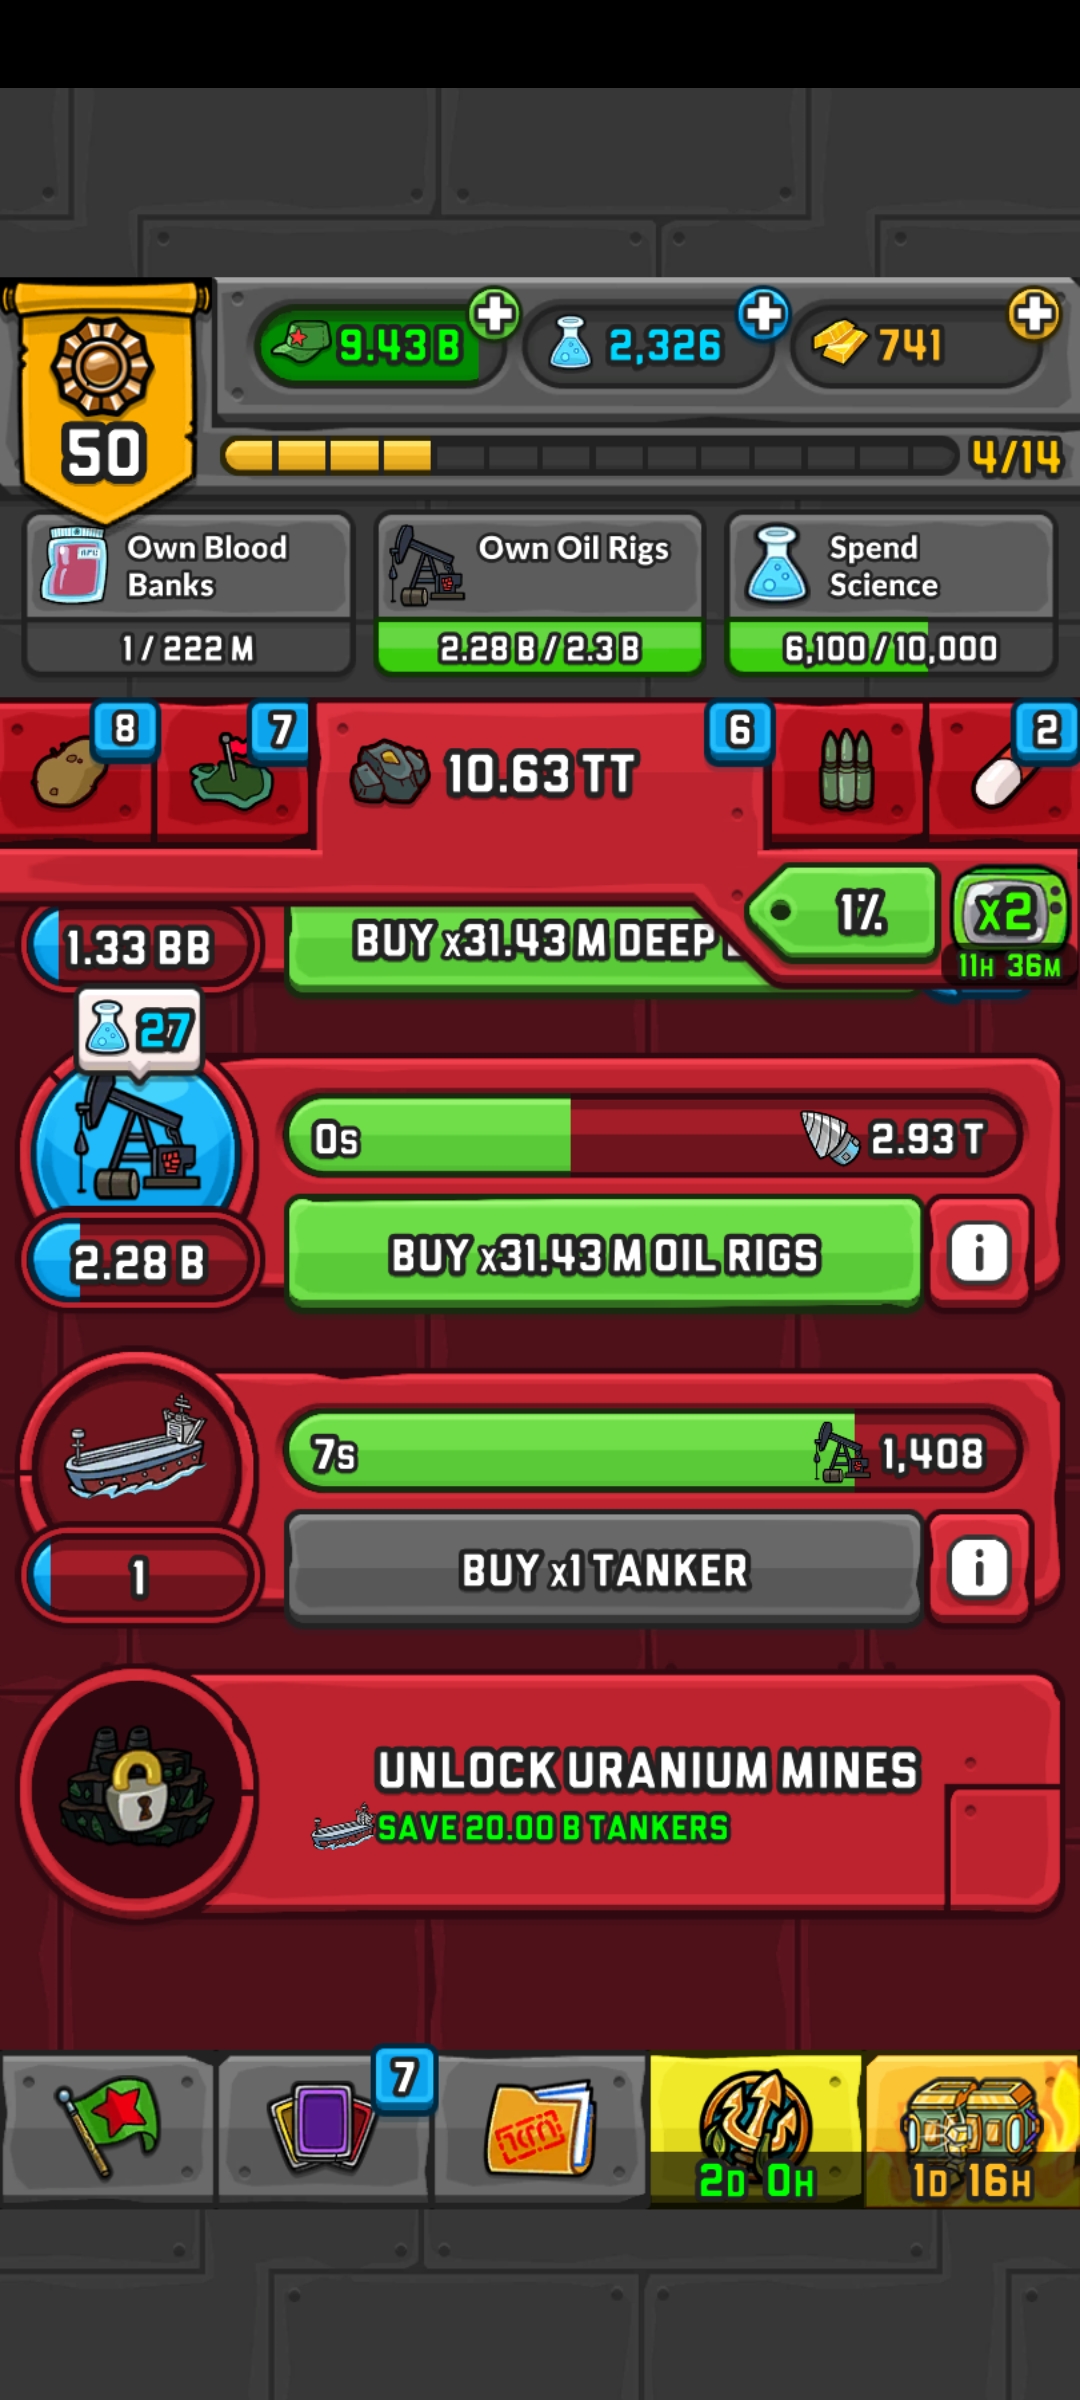 9.43 B
2,326
741
50
4/14
Own Blood
Banks
1 / 222 M
Own Oil Rigs
2.28 B / 2.3 B
Spend
Science
6,100 / 10,000
8
7
10.63 TT
6
2
1%
x2
11H 36M
1.33 BB
BUY x31.43 M DEEP
27
0s
2.93 T
2.28 B
BUY x31.43 M OIL RIGS
i
7s
1,408
1
BUY x1 TANKER
i
UNLOCK URANIUM MINES
SAVE 20.00 B TANKERS
7
2D 0H
1D 16H